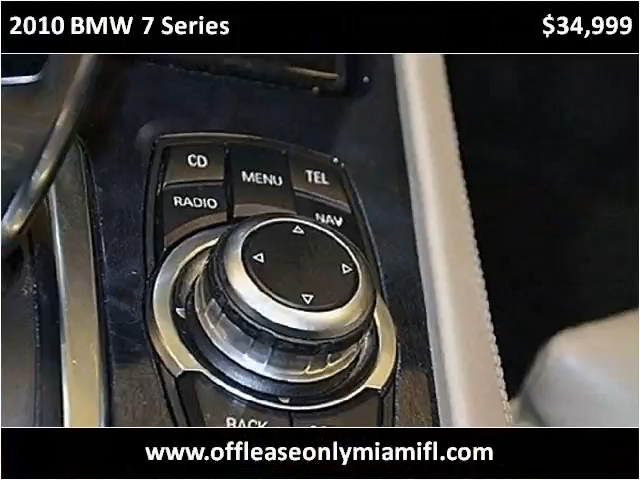 2010 BMW 7 Series $34,999
CD MENU TEL
RADIO NAV
BACK
www.offleaseonlymiamifl.com